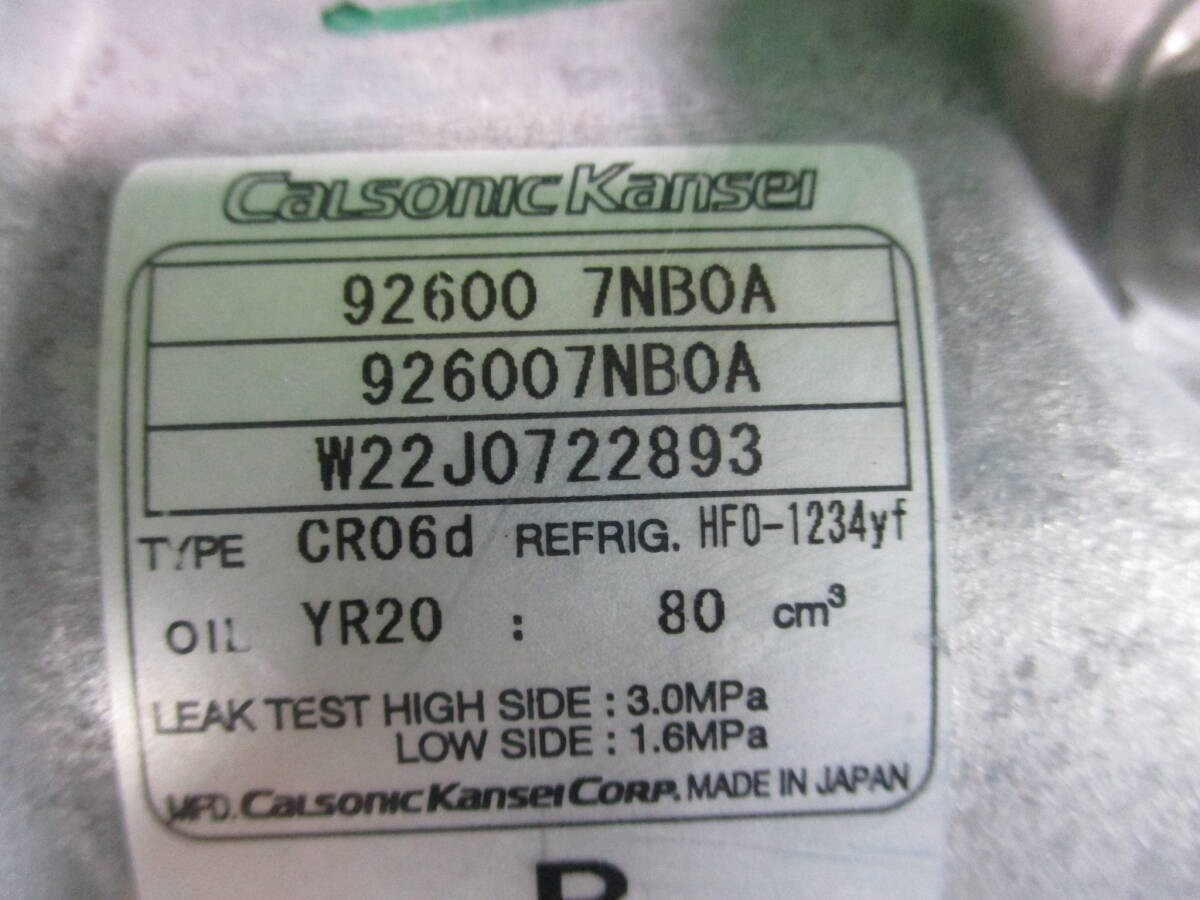 CALSONIC KANSEI
92600 7NB0A
926007NB0A
W22J0722893
TYPE CR06d REFRIG. HFO-1234yf
OIL YR20 : 80 cm³
LEAK TEST HIGH SIDE : 3.0MPa
LOW SIDE : 1.6MPa
MFD. CALSONIC KANSEI CORP. MADE IN JAPAN